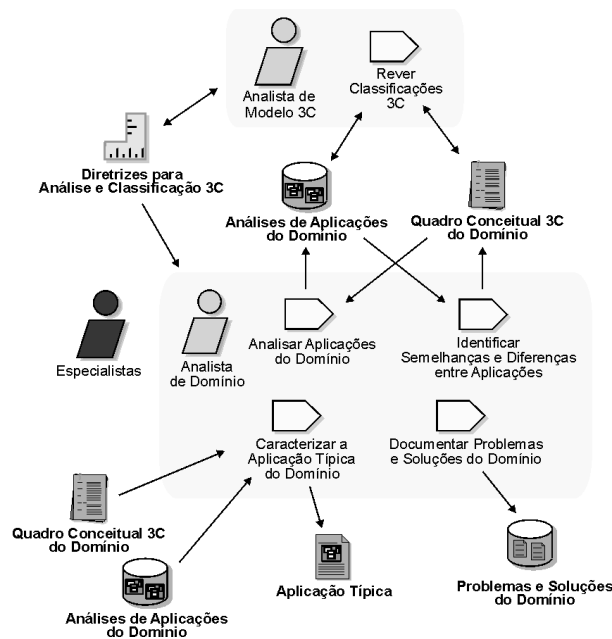 Analista de
Modelo 3C
Rever
Classificações
3C
Diretrizes para
Análise e Classificação 3C
Análises de Aplicações
do Domínio
Quadro Conceitual 3C
do Domínio
Especialistas
Analista
de Domínio
Analisar Aplicações
do Domínio
Identificar
Semelhanças e Diferenças
entre Aplicações
Caracterizar a
Aplicação Típica
do Domínio
Documentar Problemas
e Soluções do Domínio
Quadro Conceitual 3C
do Domínio
Análises de Aplicações
do Domínio
Aplicação Típica
Problemas e Soluções
do Domínio